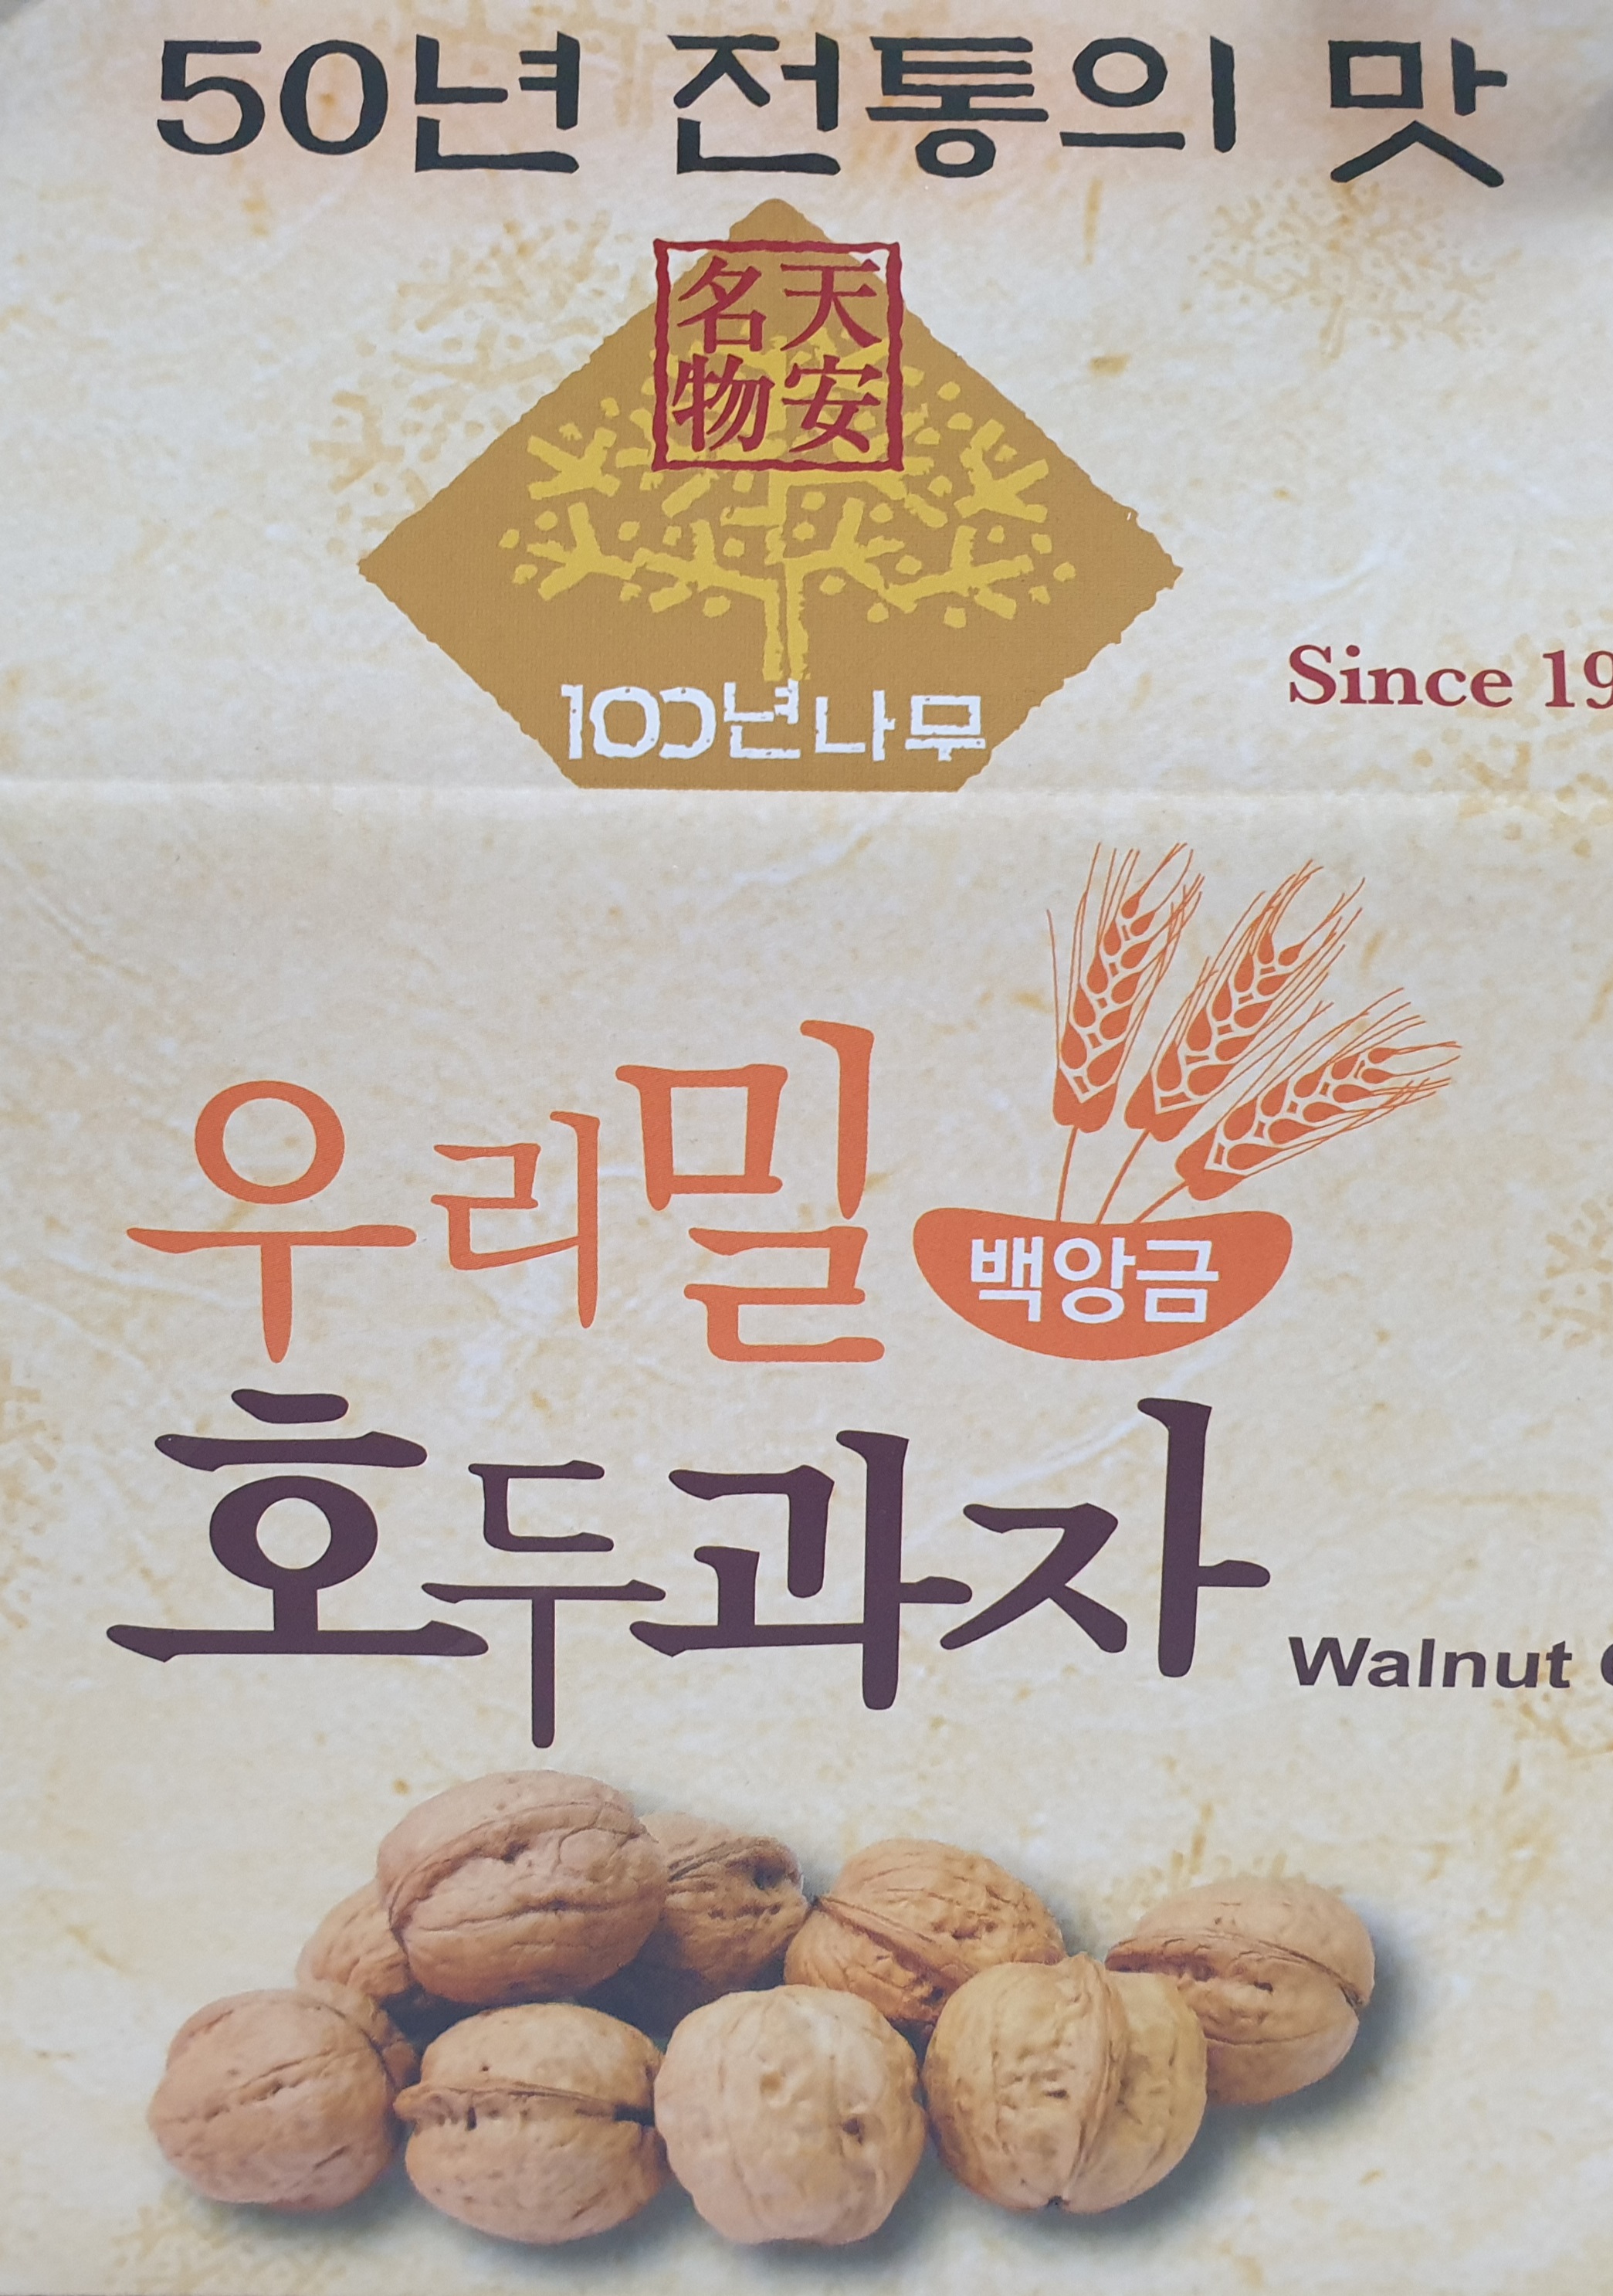 50년 전통의 맛
天安
名物
100년나무
Since 19
우리밀
백앙금
호두과자
Walnut